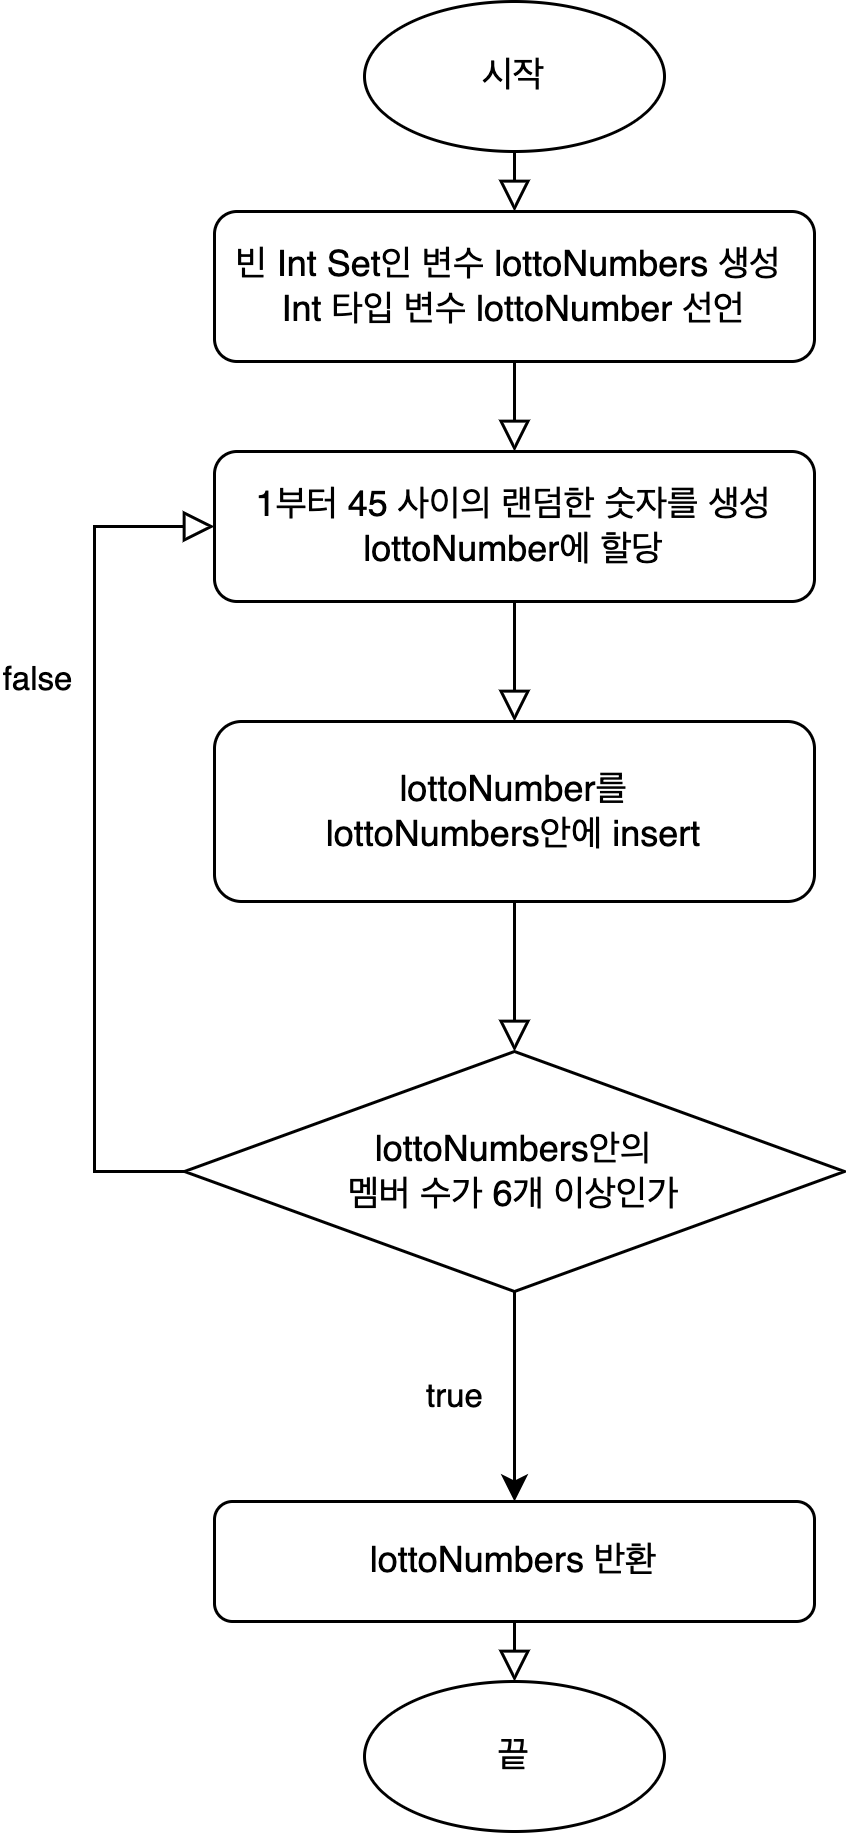 시작
빈 Int Set인 변수 lottoNumbers 생성
Int 타입 변수 lottoNumber 선언
1부터 45 사이의 랜덤한 숫자를 생성
lottoNumber에 할당
false
lottoNumber를
lottoNumbers안에 insert
lottoNumbers안의
멤버 수가 6개 이상인가
true
lottoNumbers 반환
끝